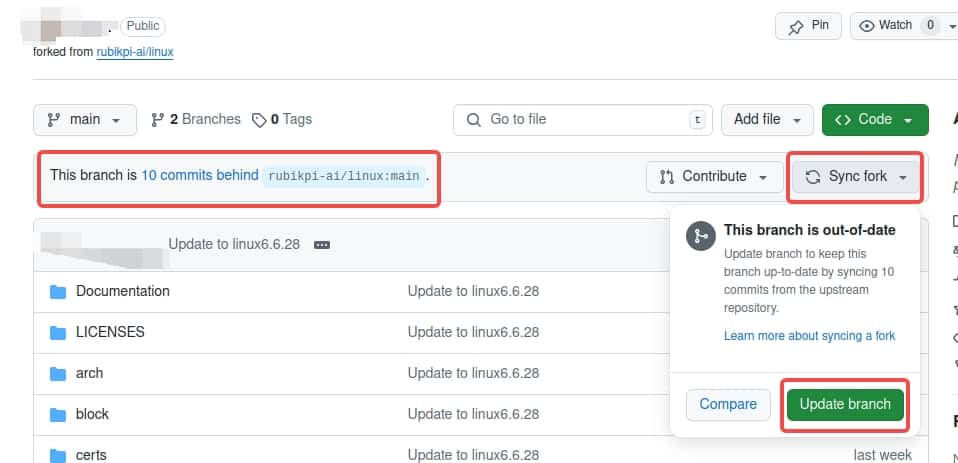 Public
Pin
Watch 0
forked from rubikpi-ai/linux
main
2 Branches
0 Tags
Go to file t
Add file
Code
This branch is 10 commits behind rubikpi-ai/linux:main .
Contribute
Sync fork
Update to linux6.6.28
This branch is out-of-date
Update branch to keep this
branch up-to-date by syncing 10
commits from the upstream
repository.
Learn more about syncing a fork
Compare
Update branch
Documentation Update to linux6.6.28
LICENSES Update to linux6.6.28
arch Update to linux6.6.28
block Update to linux6.6.28
certs Update to linux6.6.28 last week